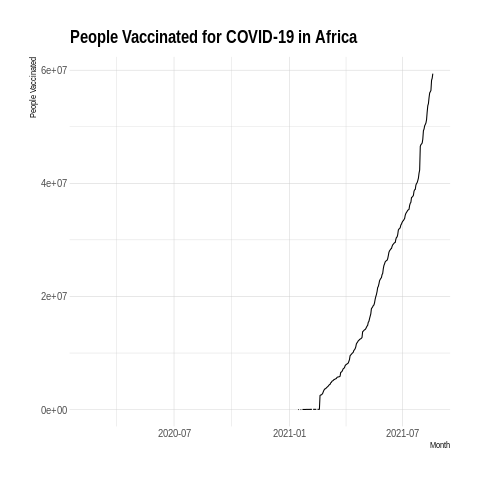 People Vaccinated for COVID-19 in Africa
People Vaccinated
6e+07
4e+07
2e+07
0e+00
2020-07
2021-01
2021-07
Month